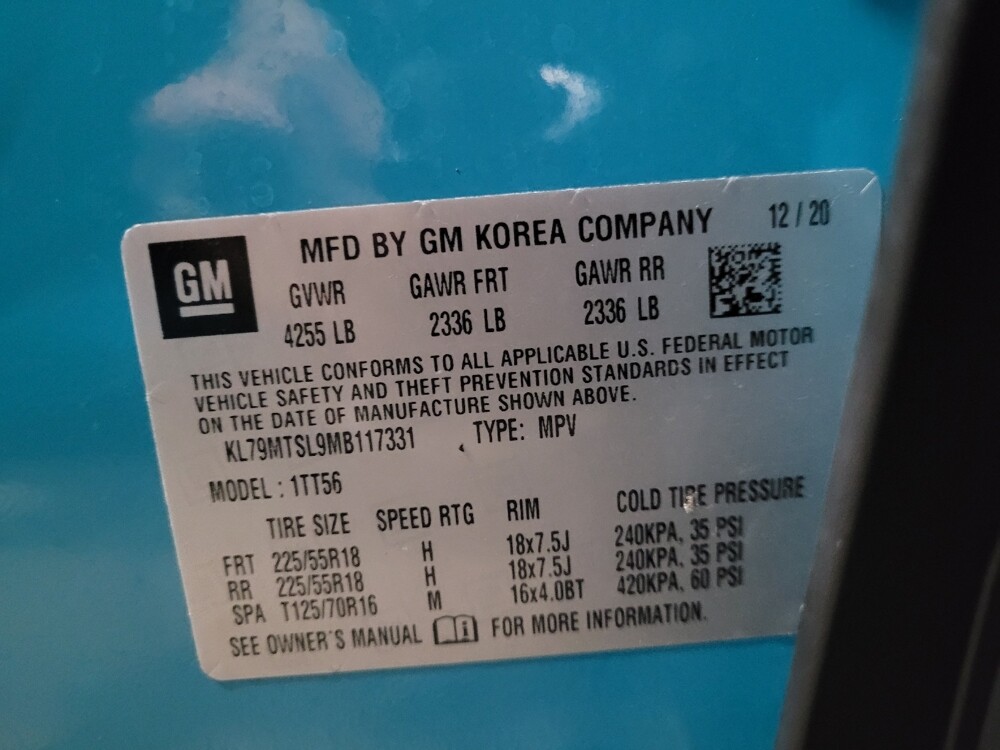 GM
MFD BY GM KOREA COMPANY 12 / 20
GVWR GAWR FRT GAWR RR
4255 LB 2336 LB 2336 LB
THIS VEHICLE CONFORMS TO ALL APPLICABLE U.S. FEDERAL MOTOR
VEHICLE SAFETY AND THEFT PREVENTION STANDARDS IN EFFECT
ON THE DATE OF MANUFACTURE SHOWN ABOVE.
KL79MTSL9MB117331 TYPE: MPV
MODEL : 1TT56
TIRE SIZE SPEED RTG RIM COLD TIRE PRESSURE
FRT 225/55R18 H 18x7.5J 240KPA, 35 PSI
RR 225/55R18 H 18x7.5J 240KPA, 35 PSI
SPA T125/70R16 M 16x4.0BT 420KPA, 60 PSI
SEE OWNER'S MANUAL FOR MORE INFORMATION.